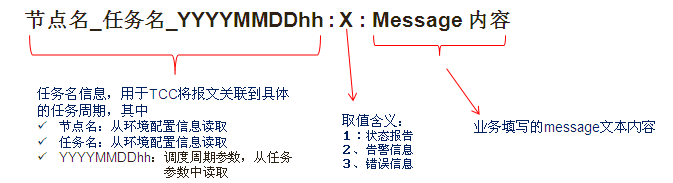 节点名_任务名_YYYYMMDDhh : X : Message 内容
任务名信息，用于TCC将报文关联到具体
的任务周期，其中
✓ 节点名：从环境配置信息读取
✓ 任务名：从环境配置信息读取
✓ YYYYMMDDhh：调度周期参数，从任务
参数中读取
取值含义：
1：状态报告
2、告警信息
3、错误信息
业务填写的message文本内容